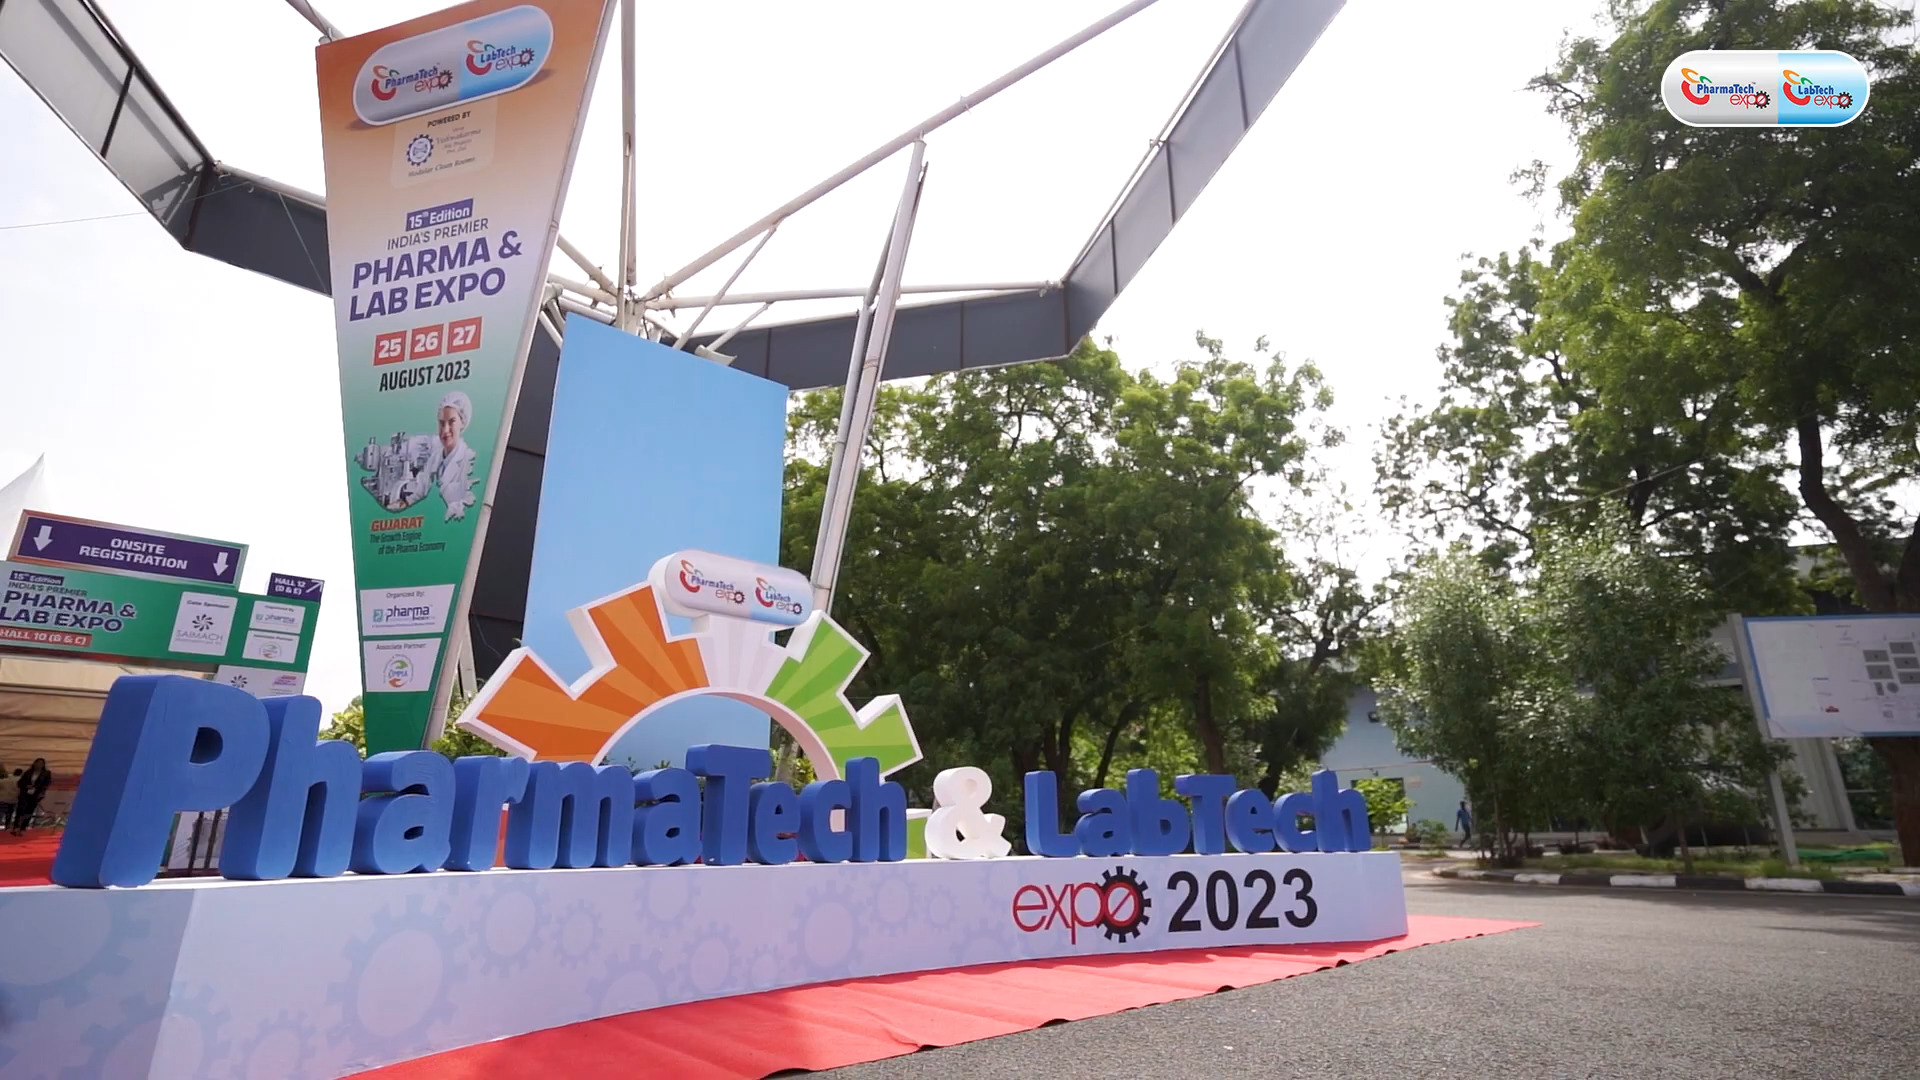 PharmaTech
expo
LabTech
expo
POWERED BY
Modular Clean Rooms
15th Edition
INDIA'S PREMIER
PHARMA &
LAB EXPO
25 26 27
AUGUST 2023
GUJARAT
The Growth Engine
of the Pharma Economy
Organized By:
pharma
Associate Partner:
PharmaTech
expo
LabTech
expo
ONSITE
REGISTRATION
HALL 12
(D & E)
15th Edition
INDIA'S PREMIER
PHARMA &
LAB EXPO
HALL 10 (B & C)
SAIMACH
pharma
PharmaTech
expo
LabTech
expo
PharmaTech & LabTech
expo 2023